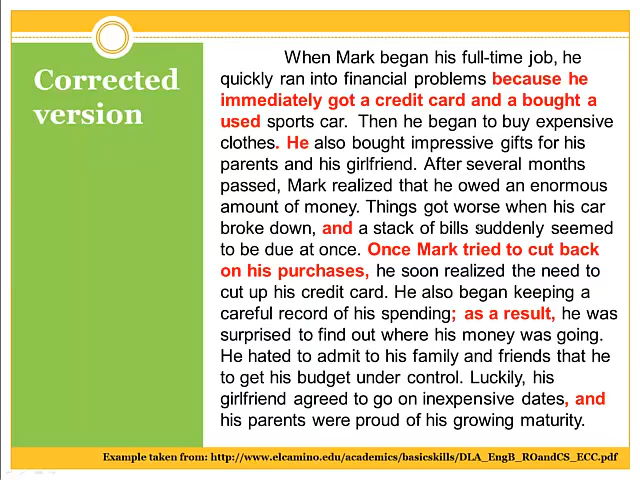 Corrected
version
When Mark began his full-time job, he
quickly ran into financial problems because he
immediately got a credit card and a bought a
used sports car. Then he began to buy expensive
clothes. He also bought impressive gifts for his
parents and his girlfriend. After several months
passed, Mark realized that he owed an enormous
amount of money. Things got worse when his car
broke down, and a stack of bills suddenly seemed
to be due at once. Once Mark tried to cut back
on his purchases, he soon realized the need to
cut up his credit card. He also began keeping a
careful record of his spending; as a result, he was
surprised to find out where his money was going.
He hated to admit to his family and friends that he
to get his budget under control. Luckily, his
girlfriend agreed to go on inexpensive dates, and
his parents were proud of his growing maturity.
Example taken from: http://www.elcamino.edu/academics/basicskills/DLA_EngB_ROandCS_ECC.pdf